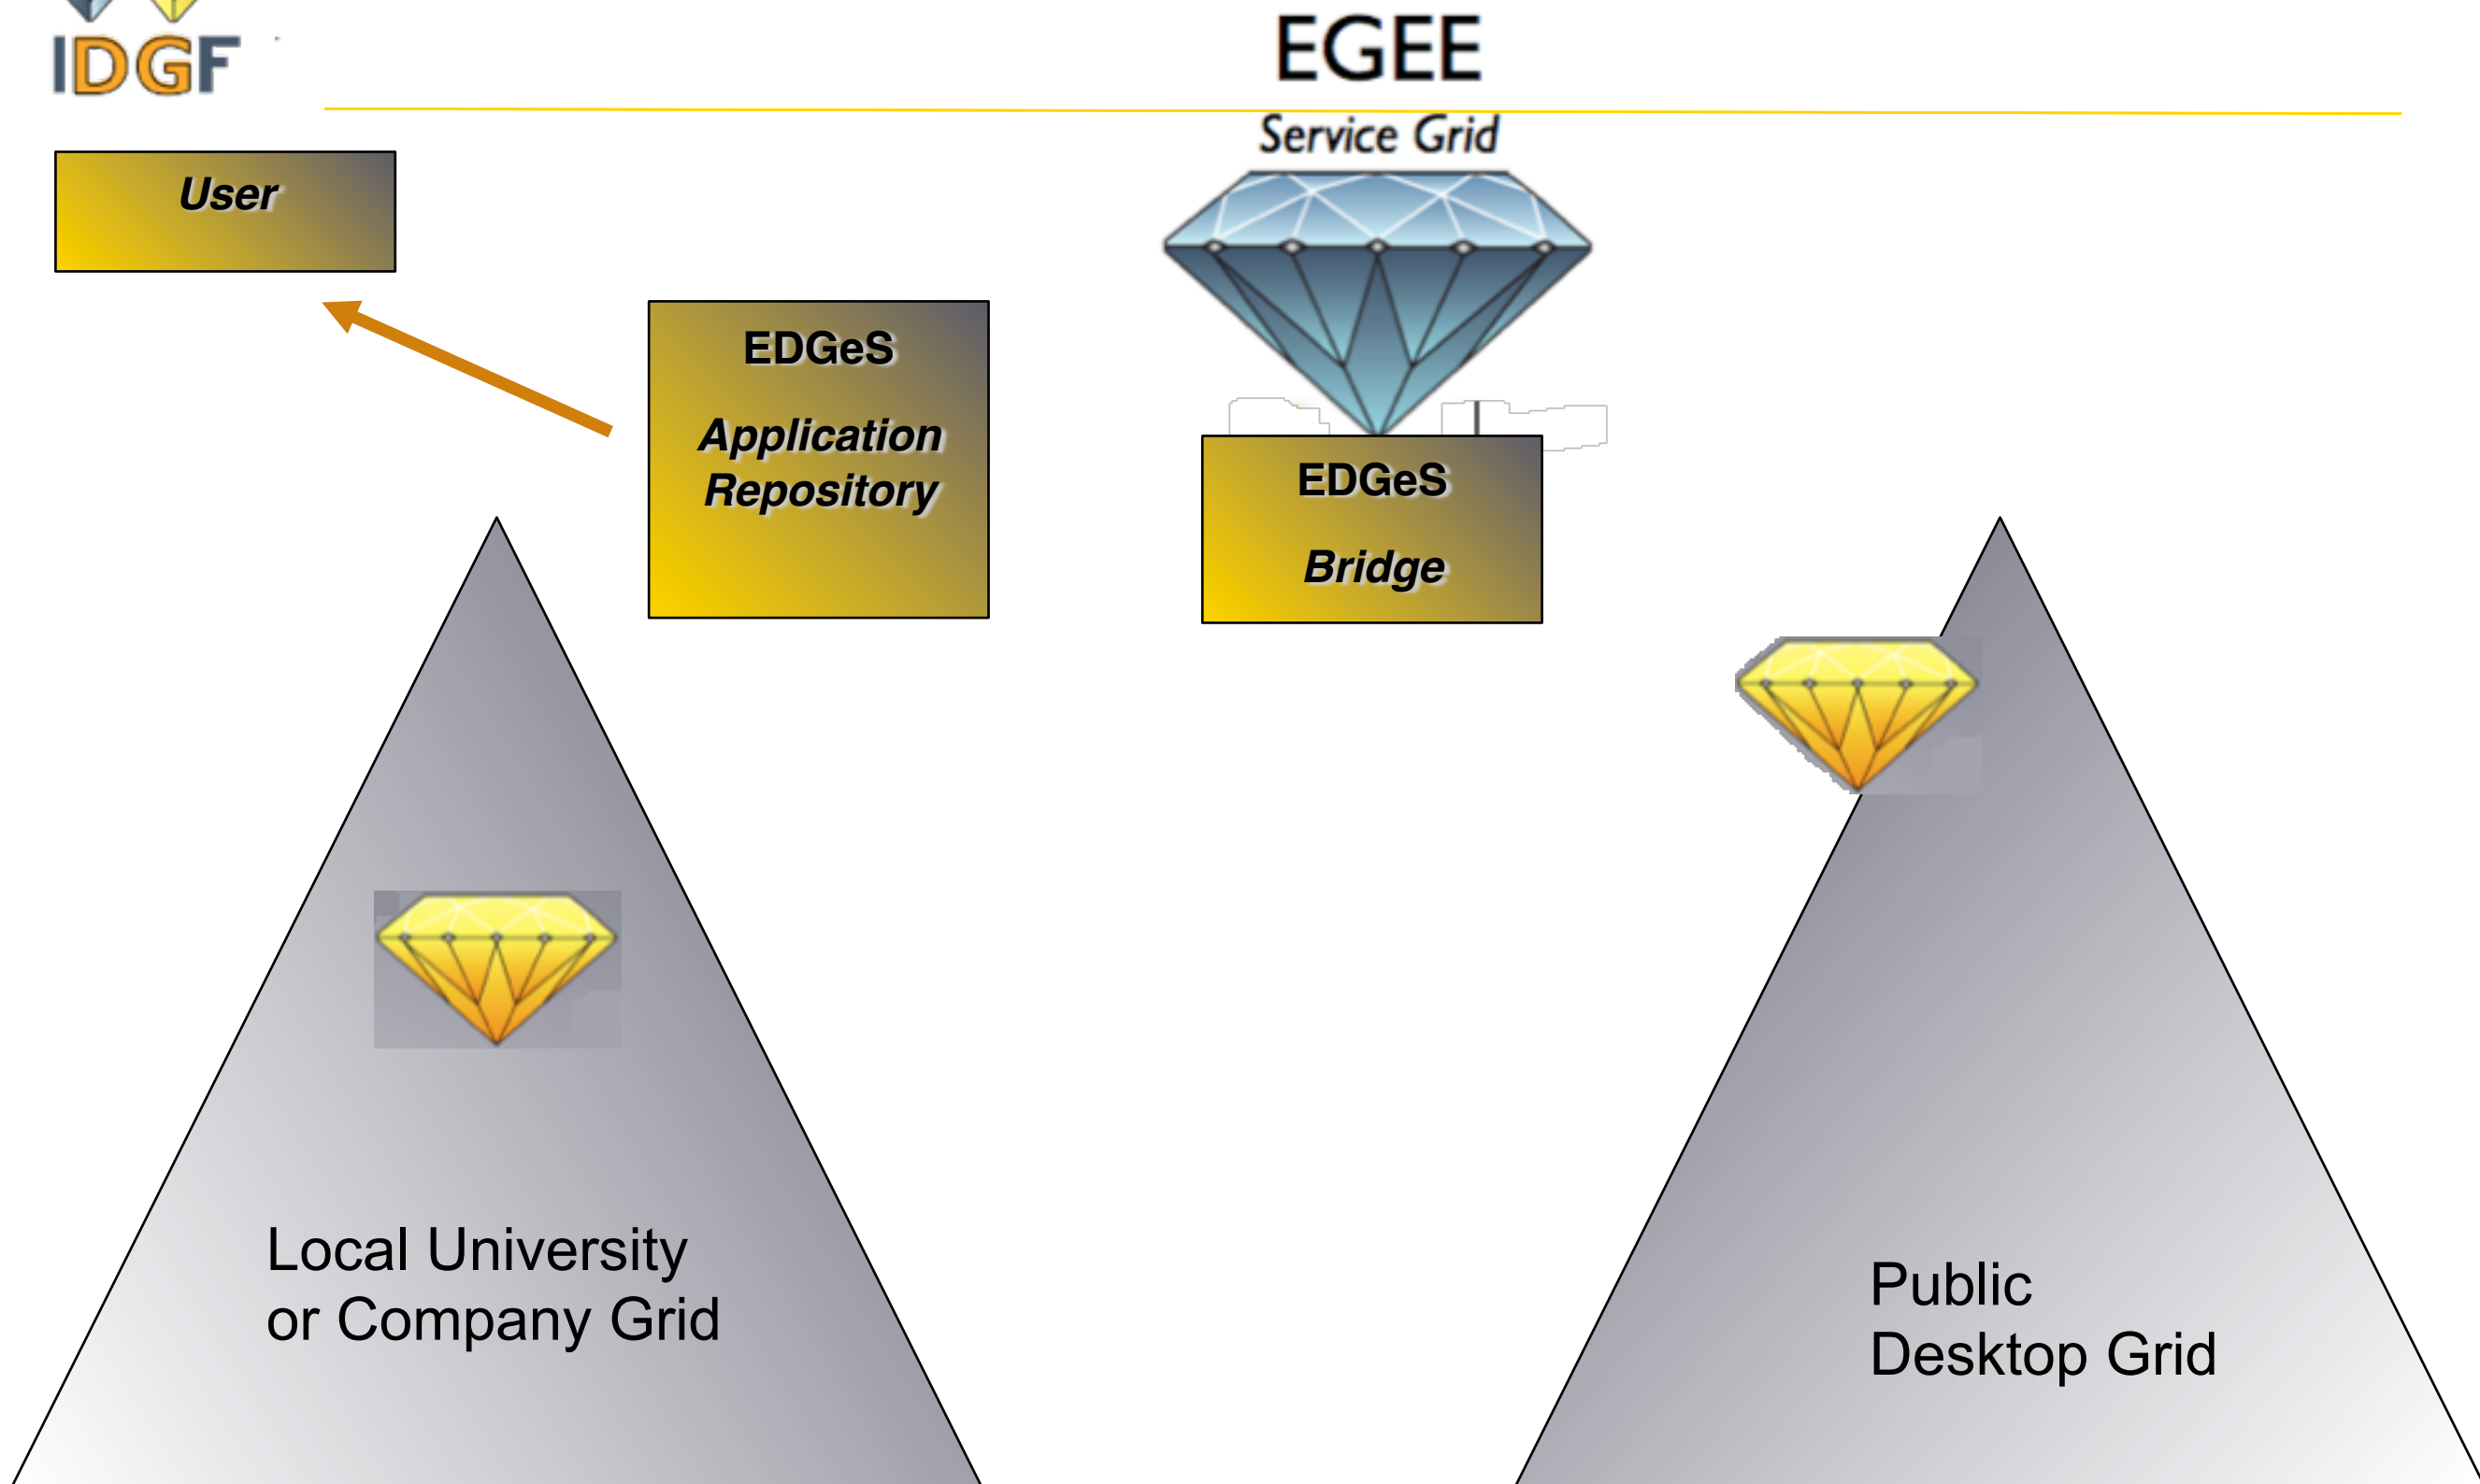 IDGF
EGEE
Service Grid
User
EDGeS
Application
Repository
EDGeS
Bridge
Local University
or Company Grid
Public
Desktop Grid